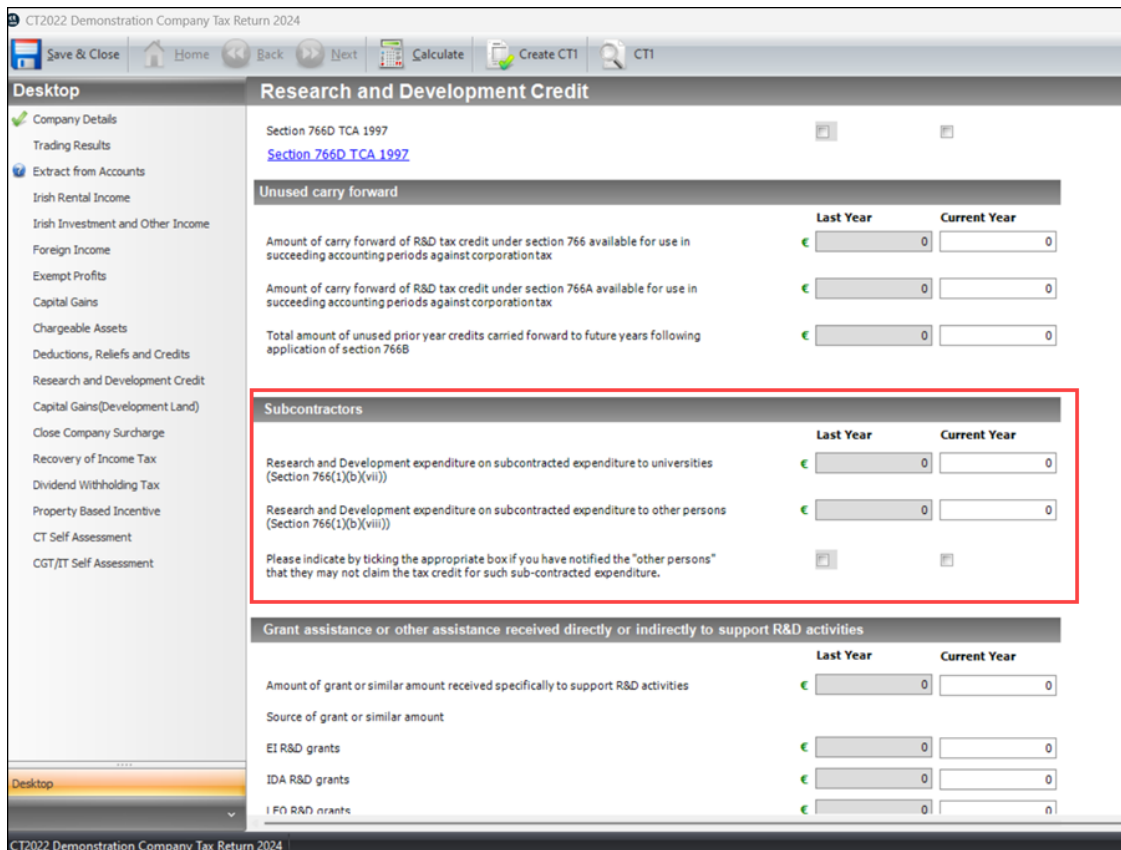 CT2022 Demonstration Company Tax Return 2024
Save & Close Home Back Next Calculate Create CT1 CT1
Desktop
Company Details
Trading Results
Extract from Accounts
Irish Rental Income
Irish Investment and Other Income
Foreign Income
Exempt Profits
Capital Gains
Chargeable Assets
Deductions, Reliefs and Credits
Research and Development Credit
Capital Gains(Development Land)
Close Company Surcharge
Recovery of Income Tax
Dividend Withholding Tax
Property Based Incentive
CT Self Assessment
CGT/IT Self Assessment
Desktop
Research and Development Credit
Section 766D TCA 1997
Section 766D TCA 1997
Unused carry forward
Last Year Current Year
Amount of carry forward of R&D tax credit under section 766 available for use in € 0 0
succeeding accounting periods against corporation tax
Amount of carry forward of R&D tax credit under section 766A available for use in € 0 0
succeeding accounting periods against corporation tax
Total amount of unused prior year credits carried forward to future years following € 0 0
application of section 766B
Subcontractors
Last Year Current Year
Research and Development expenditure on subcontracted expenditure to universities € 0 0
(Section 766(1)(b)(vii))
Research and Development expenditure on subcontracted expenditure to other persons € 0 0
(Section 766(1)(b)(viii))
Please indicate by ticking the appropriate box if you have notified the "other persons"
that they may not claim the tax credit for such sub-contracted expenditure.
Grant assistance or other assistance received directly or indirectly to support R&D activities
Last Year Current Year
Amount of grant or similar amount received specifically to support R&D activities € 0 0
Source of grant or similar amount
EI R&D grants € 0 0
IDA R&D grants € 0 0
LEO R&D grants € 0 0
CT2022 Demonstration Company Tax Return 2024